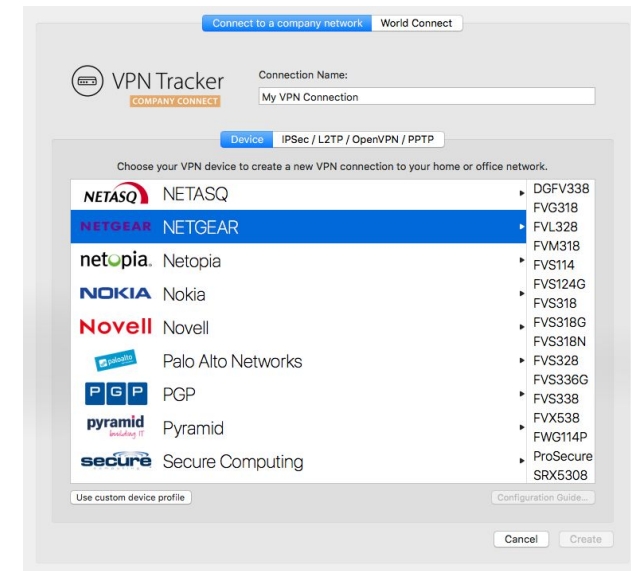 Connect to a company network World Connect
VPN Tracker
COMPANY CONNECT
Connection Name:
My VPN Connection
Device IPSec / L2TP / OpenVPN / PPTP
Choose your VPN device to create a new VPN connection to your home or office network.
NETASQ NETASQ
NETGEAR NETGEAR
netopia. Netopia
NOKIA Nokia
Novell Novell
paloalto Palo Alto Networks
PGP PGP
pyramid Pyramid
building IT
secure Secure Computing
DGFV338
FVG318
FVL328
FVM318
FVS114
FVS124G
FVS318
FVS318G
FVS318N
FVS328
FVS336G
FVS338
FVX538
FWG114P
ProSecure
SRX5308
Use custom device profile Configuration Guide...
Cancel Create